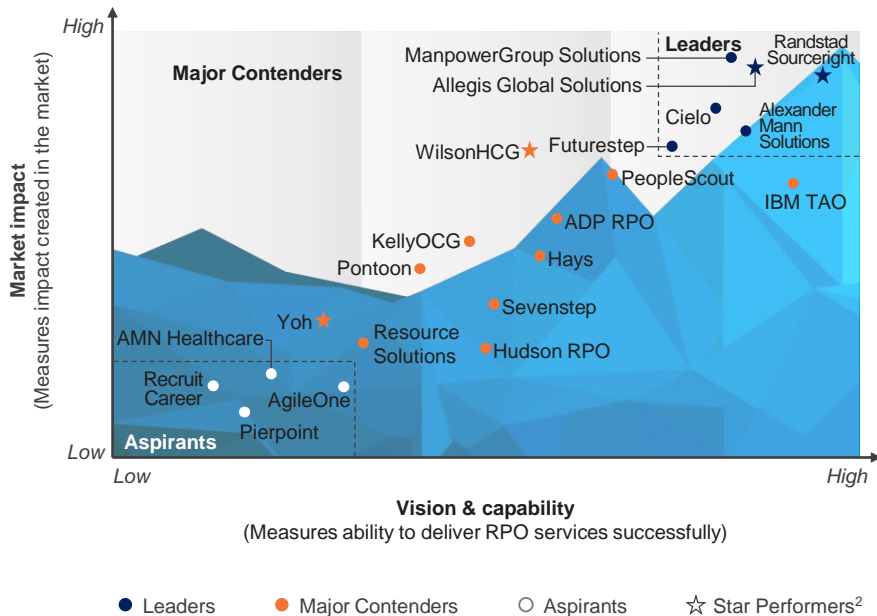 High
Leaders
Randstad
Sourceright
ManpowerGroup Solutions
Major Contenders
Allegis Global Solutions
Cielo
Alexander
Mann
Solutions
Futurestep
WilsonHCG
PeopleScout
IBM TAO
ADP RPO
KellyOCG
Hays
Pontoon
Sevenstep
Yoh
AMN Healthcare
Resource
Solutions
Hudson RPO
Recruit
Career
AgileOne
Pierpoint
Aspirants
Market impact
(Measures impact created in the market)
Low
Low
High
Vision & capability
(Measures ability to deliver RPO services successfully)
Leaders
Major Contenders
Aspirants
Star Performers2